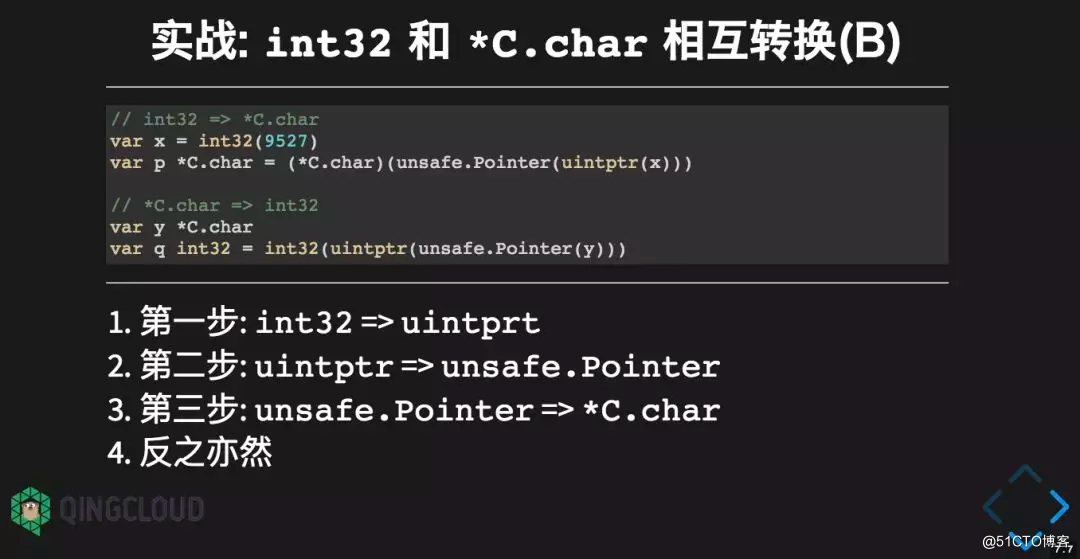 实战: int32 和 *C.char 相互转换(B)
// int32 => *C.char
var x = int32(9527)
var p *C.char = (*C.char)(unsafe.Pointer(uintptr(x)))
// *C.char => int32
var y *C.char
var q int32 = int32(uintptr(unsafe.Pointer(y)))
1. 第一步: int32 => uintprt
2. 第二步: uintptr => unsafe.Pointer
3. 第三步: unsafe.Pointer => *C.char
4. 反之亦然
QINGCLOUD
@51CTO博客
7.7